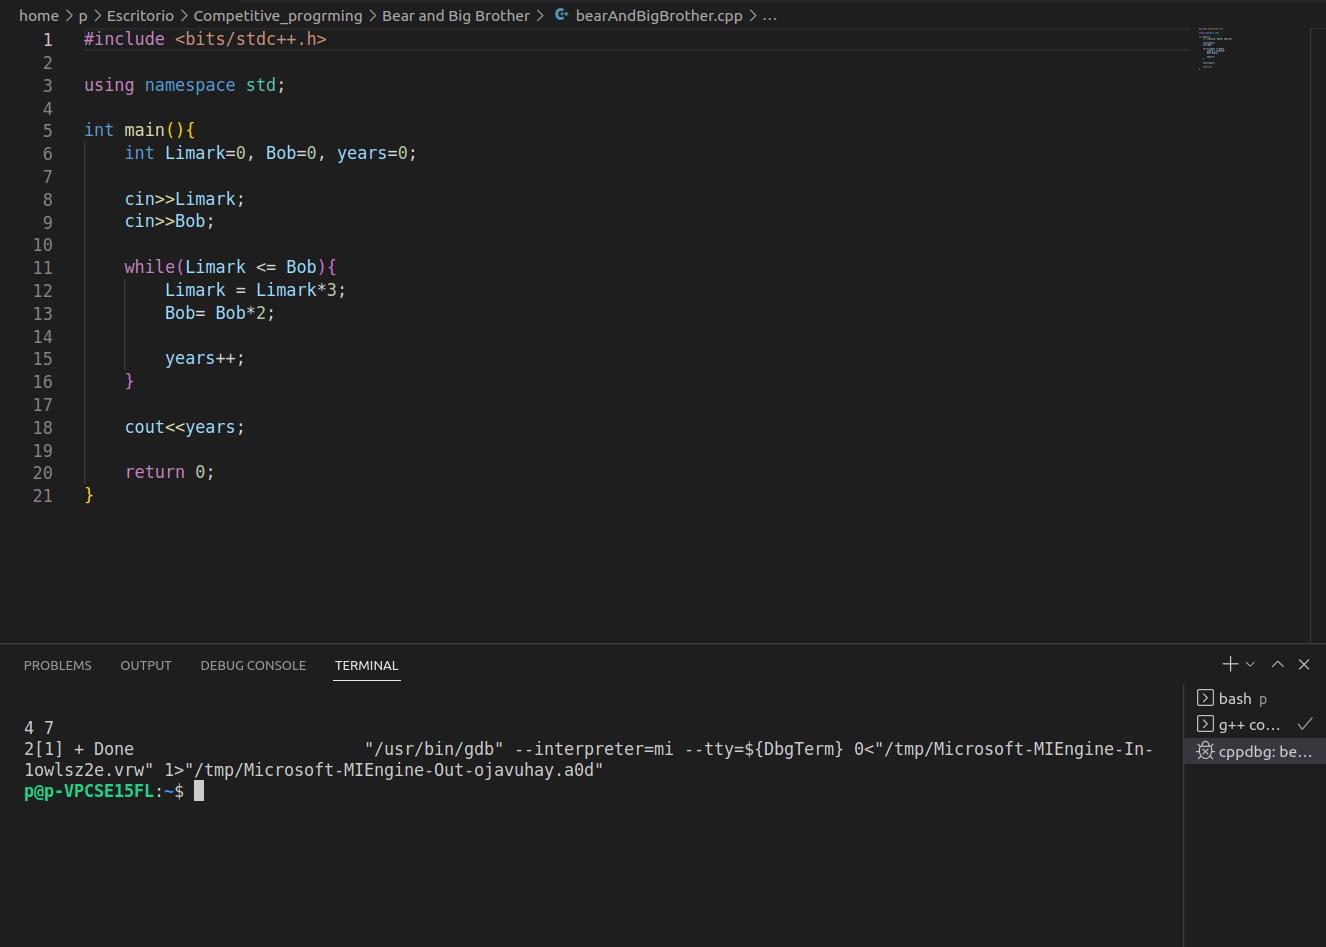 home > p > Escritorio > Competitive_progrming > Bear and Big Brother > bearAndBigBrother.cpp > ...
1 #include <bits/stdc++.h>
2
3 using namespace std;
4
5 int main(){
6 int Limark=0, Bob=0, years=0;
7
8 cin>>Limark;
9 cin>>Bob;
10
11 while(Limark <= Bob){
12 Limark = Limark*3;
13 Bob= Bob*2;
14
15 years++;
16 }
17
18 cout<<years;
19
20 return 0;
21 }
PROBLEMS OUTPUT DEBUG CONSOLE TERMINAL
4 7
2[1] + Done "/usr/bin/gdb" --interpreter=mi --tty=${DbgTerm} 0<"/tmp/Microsoft-MIEngine-In-
1owlsz2e.vrw" 1>"/tmp/Microsoft-MIEngine-Out-ojavuhay.a0d"
p@p-VPCSE15FL:~$
bash p
g++ co...
cppdbg: be...